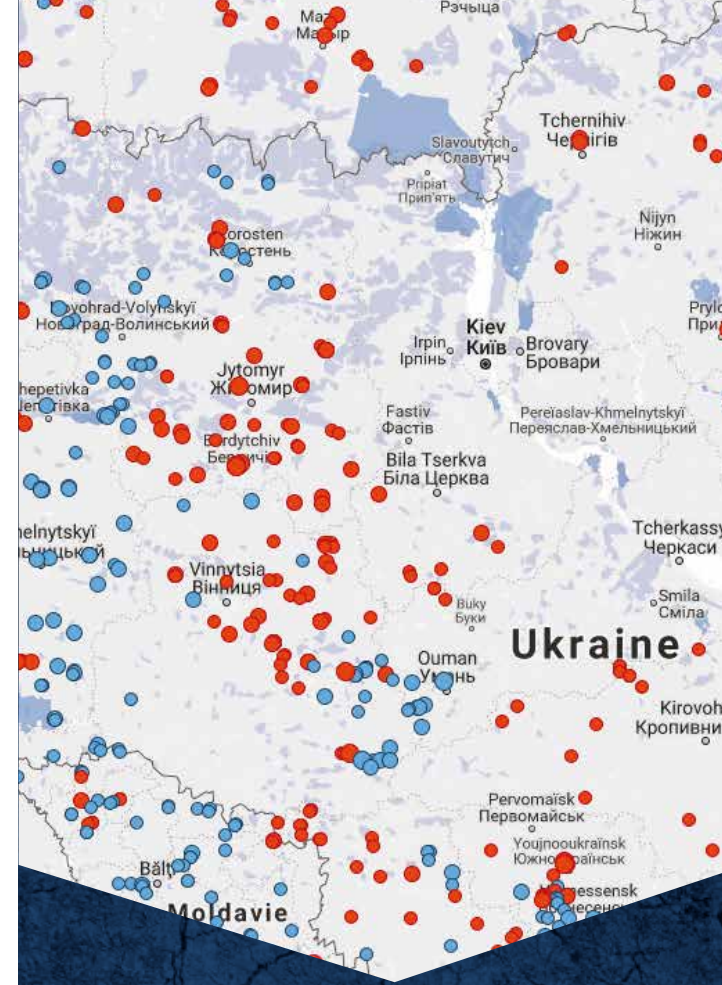 Рэчыца
Tchernihiv
Slavoutytch
Славутич
Pripiat
Прип'ять
Nijyn
Ніжин
Kiev
Київ
Irpin
Ірпінь
Brovary
Бровари
Jytomyr
Fastiv
Фастів
Pereïaslav-Khmelnytskyï
Переяслав-Хмельницький
Bila Tserkva
Біла Церква
Tcherkassy
Черкаси
Vinnytsia
Вінниця
Buky
Буки
Smila
Сміла
Ukraine
Ouman
Умань
Kirovoh
Кропивни
Pervomaïsk
Первомайськ
Youjnooukraïnsk
Bălți
Moldavie